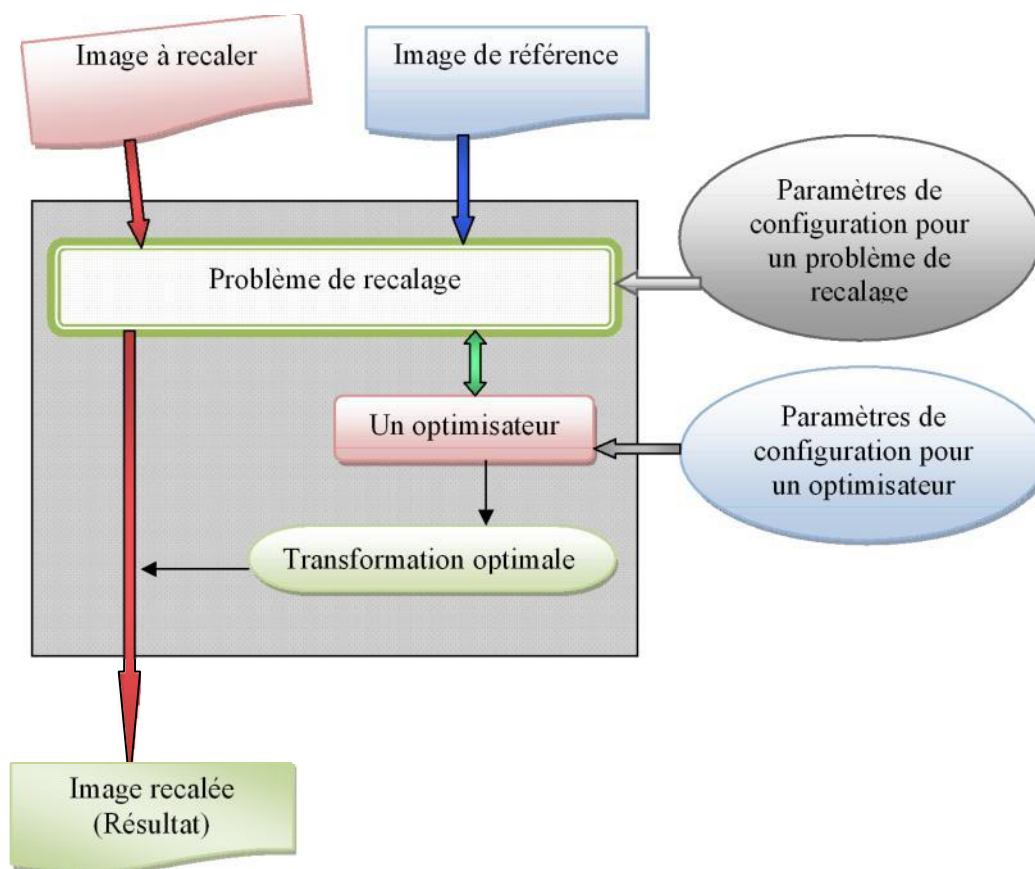 Image à recaler
Image de référence
Paramètres de
configuration pour
un problème de
recalage
Problème de recalage
Un optimisateur
Paramètres de
configuration pour
un optimisateur
Transformation optimale
Image recalée
(Résultat)